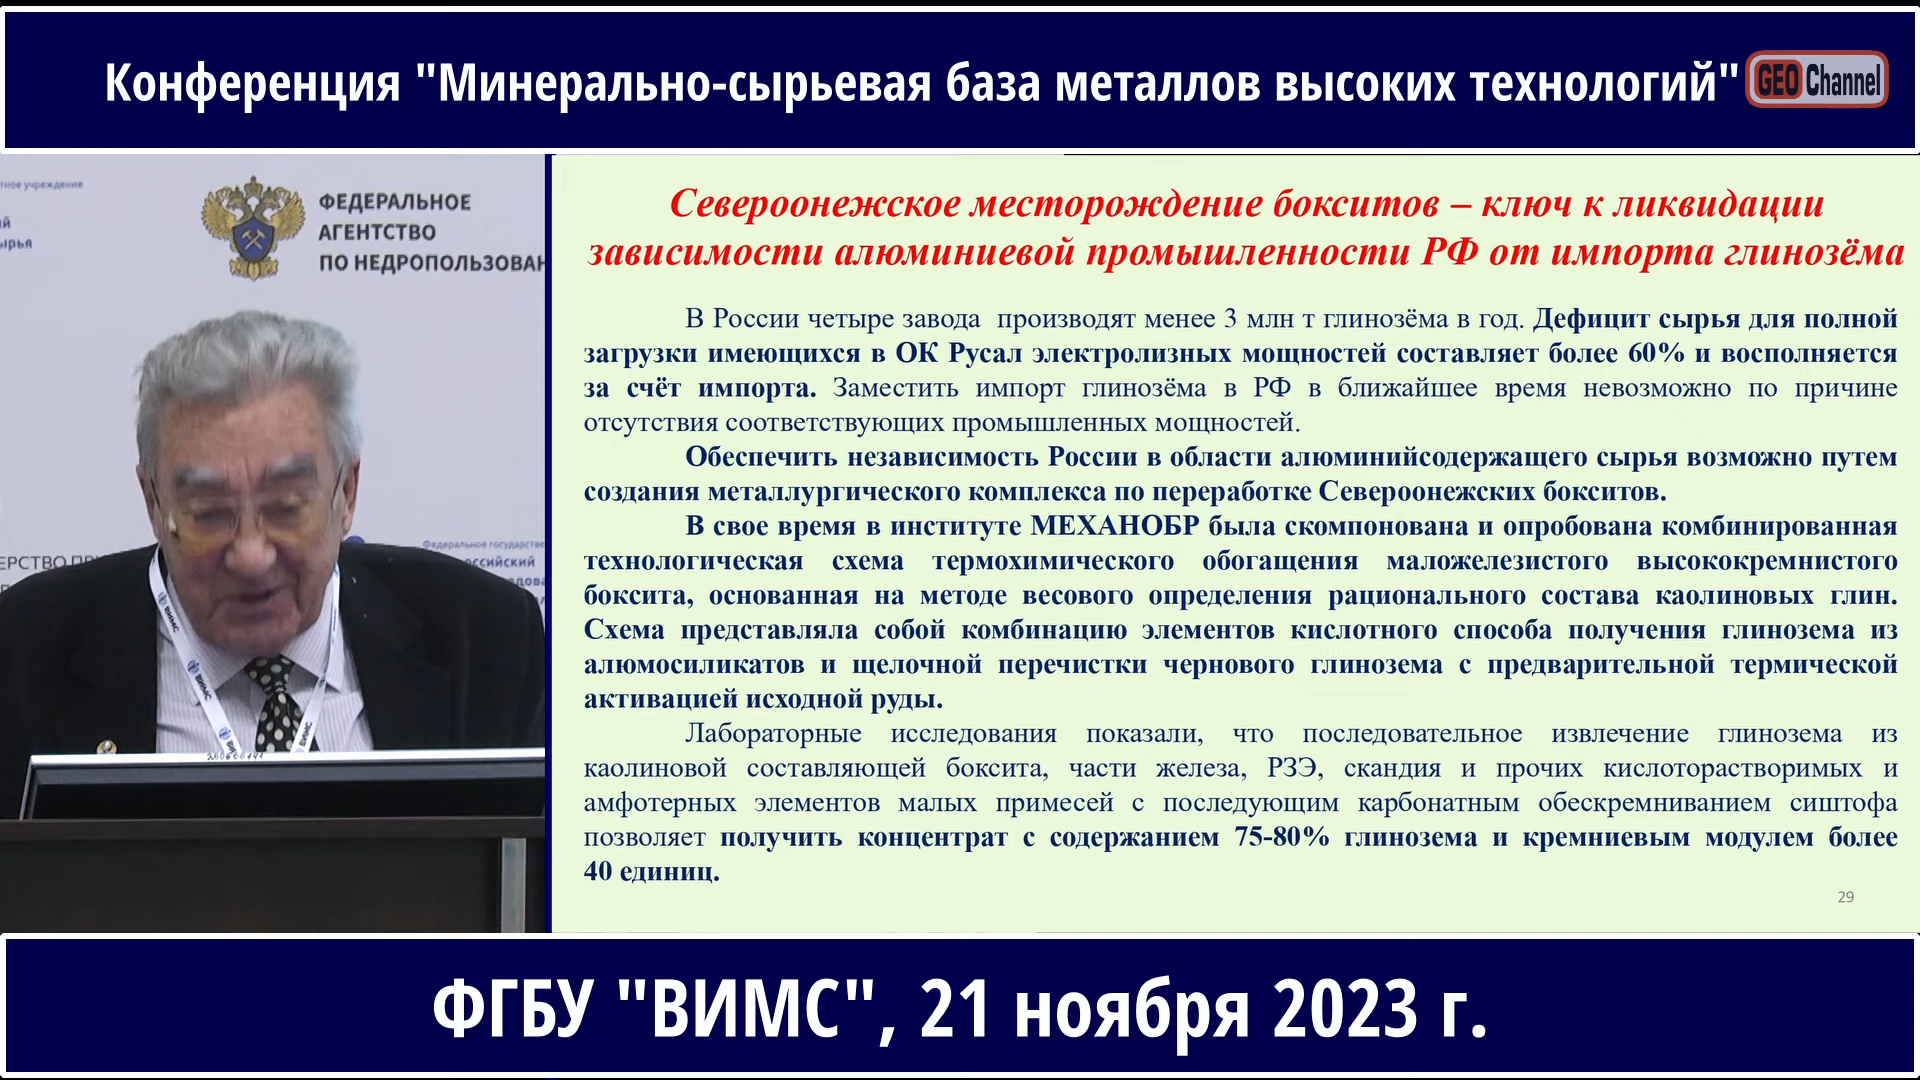 Конференция "Минерально-сырьевая база металлов высоких технологий"
GEO Channel
тное учреждение
ФЕДЕРАЛЬНОЕ
АГЕНТСТВО
ПО НЕДРОПОЛЬЗОВАН
ВИМС
ВИМС
Североонежское месторождение бокситов – ключ к ликвидации
зависимости алюминиевой промышленности РФ от импорта глинозёма
В России четыре завода производят менее 3 млн т глинозёма в год. Дефицит сырья для полной
загрузки имеющихся в ОК Русал электролизных мощностей составляет более 60% и восполняется
за счёт импорта. Заместить импорт глинозёма в РФ в ближайшее время невозможно по причине
отсутствия соответствующих промышленных мощностей.
Обеспечить независимость России в области алюминийсодержащего сырья возможно путем
создания металлургического комплекса по переработке Североонежских бокситов.
В свое время в институте МЕХАНОБР была скомпонована и опробована комбинированная
технологическая схема термохимического обогащения маложелезистого высококремнистого
боксита, основанная на методе весового определения рационального состава каолиновых глин.
Схема представляла собой комбинацию элементов кислотного способа получения глинозема из
алюмосиликатов и щелочной перечистки чернового глинозема с предварительной термической
активацией исходной руды.
Лабораторные исследования показали, что последовательное извлечение глинозема из
каолиновой составляющей боксита, части железа, РЗЭ, скандия и прочих кислоторастворимых и
амфотерных элементов малых примесей с последующим карбонатным обескремниванием сиштофа
позволяет получить концентрат с содержанием 75-80% глинозема и кремниевым модулем более
40 единиц.
29
ФГБУ "ВИМС", 21 ноября 2023 г.